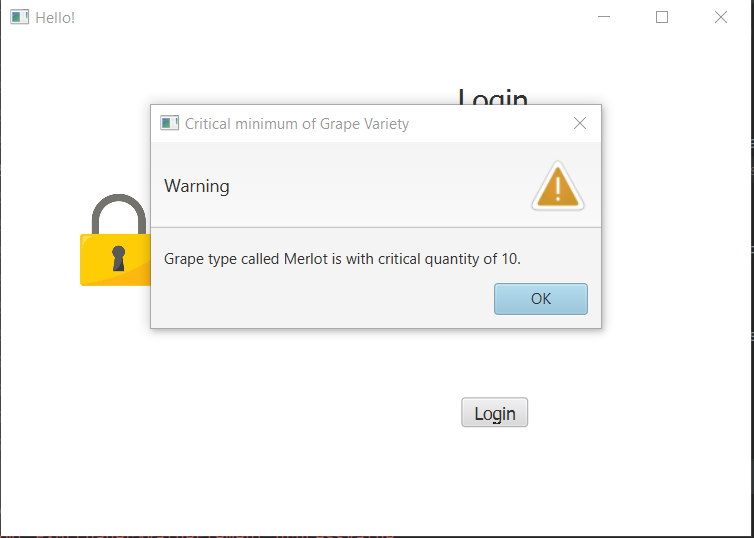 Hello!
Login
Critical minimum of Grape Variety
Warning
Grape type called Merlot is with critical quantity of 10.
OK
Login